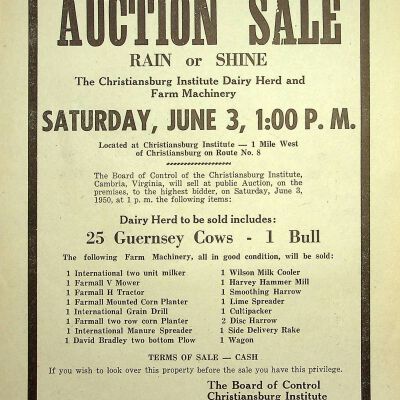 AUCTION SALE
RAIN or SHINE
The Christiansburg Institute Dairy Herd and
Farm Machinery
SATURDAY, JUNE 3, 1:00 P. M.
Located at Christiansburg Institute — 1 Mile West
of Christiansburg on Route No. 8
The Board of Control of the Christiansburg Institute,
Cambria, Virginia, will sell at public Auction, on the
premises, to the highest bidder, on Saturday, June 3,
1950, at 1 p. m. the following items:
Dairy Herd to be sold includes:
25 Guernsey Cows - 1 Bull
The following Farm Machinery, all in good condition, will be sold:
1 International two unit milker
1 Farmall V Mower
1 Farmall H Tractor
1 Farmall Mounted Corn Planter
1 International Grain Drill
1 Farmall two row corn Planter
1 International Manure Spreader
1 David Bradley two bottom Plow
1 Wilson Milk Cooler
1 Harvey Hammer Mill
1 Smoothing Harrow
1 Lime Spreader
1 Cultipacker
2 Disc Harrow
1 Side Delivery Rake
1 Wagon
TERMS OF SALE — CASH
If you wish to look over this property before the sale you have this privilege.
The Board of Control
Christiansburg Institute